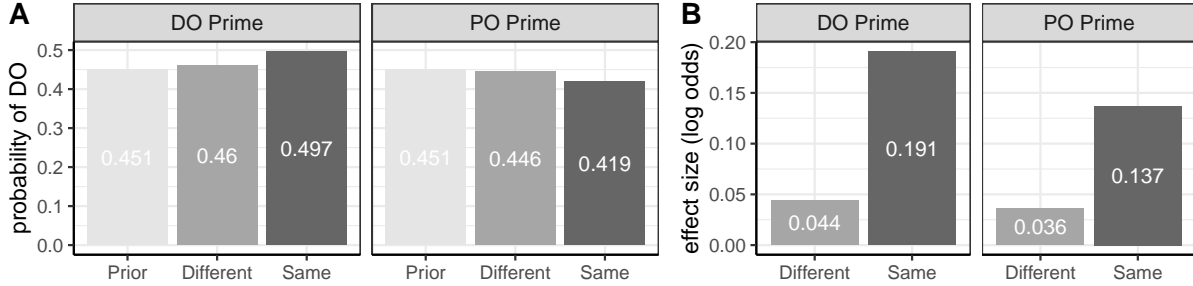 A
DO Prime
PO Prime
probability of DO
0.5
0.4
0.3
0.2
0.1
0.0
0.451
0.46
0.497
0.451
0.446
0.419
Prior
Different
Same
Prior
Different
Same
B
DO Prime
PO Prime
effect size (log odds)
0.20
0.15
0.10
0.05
0.00
0.044
0.191
0.036
0.137
Different
Same
Different
Same